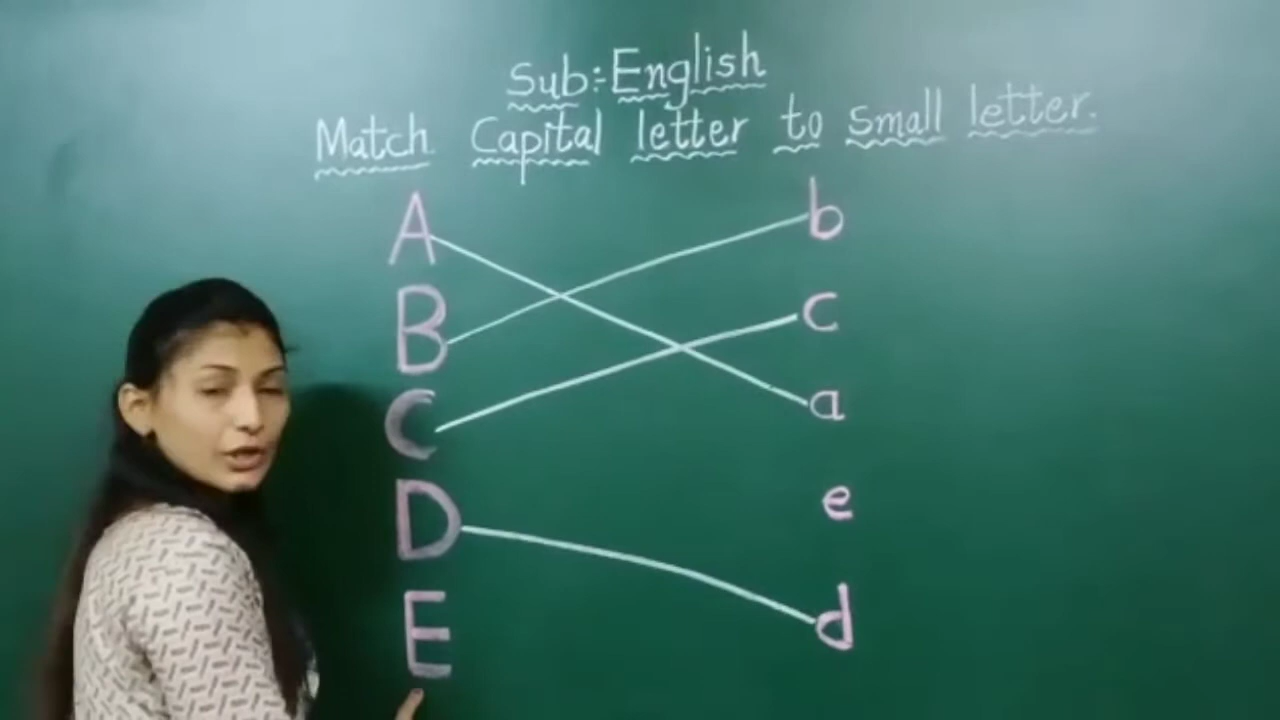 Sub:-English
Match Capital letter to small letter.
A b
B c
C a
D e
E d